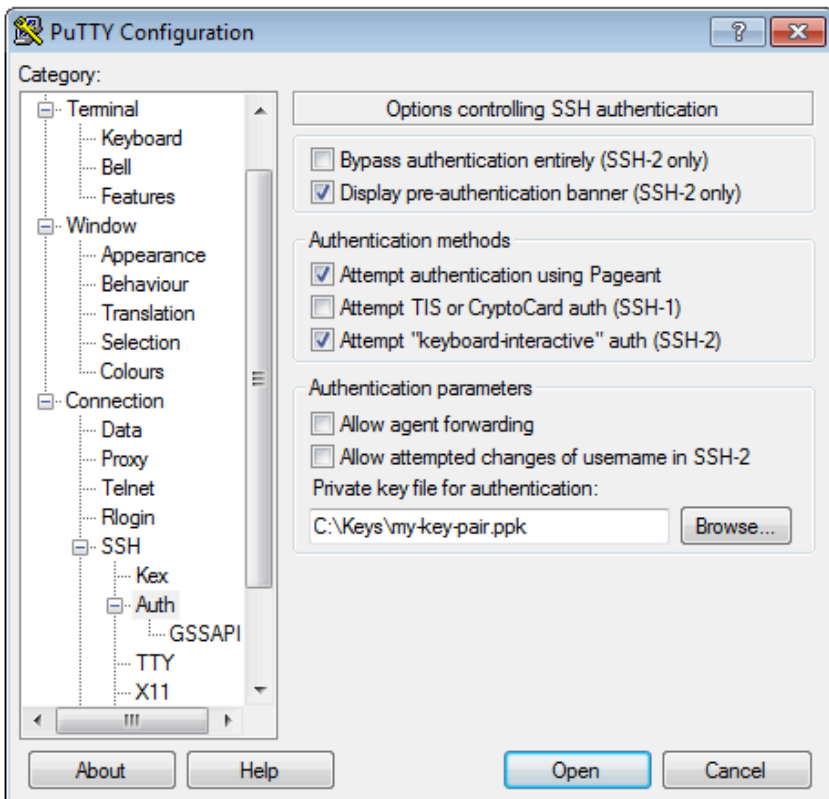 PuTTY Configuration
Category:
Terminal
Keyboard
Bell
Features
Window
Appearance
Behaviour
Translation
Selection
Colours
Connection
Data
Proxy
Telnet
Rlogin
SSH
Kex
Auth
GSSAPI
TTY
X11
Options controlling SSH authentication
Bypass authentication entirely (SSH-2 only)
Display pre-authentication banner (SSH-2 only)
Authentication methods
Attempt authentication using Pageant
Attempt TIS or CryptoCard auth (SSH-1)
Attempt "keyboard-interactive" auth (SSH-2)
Authentication parameters
Allow agent forwarding
Allow attempted changes of username in SSH-2
Private key file for authentication:
C:\Keys\my-key-pair.ppk Browse...
About Help Open Cancel